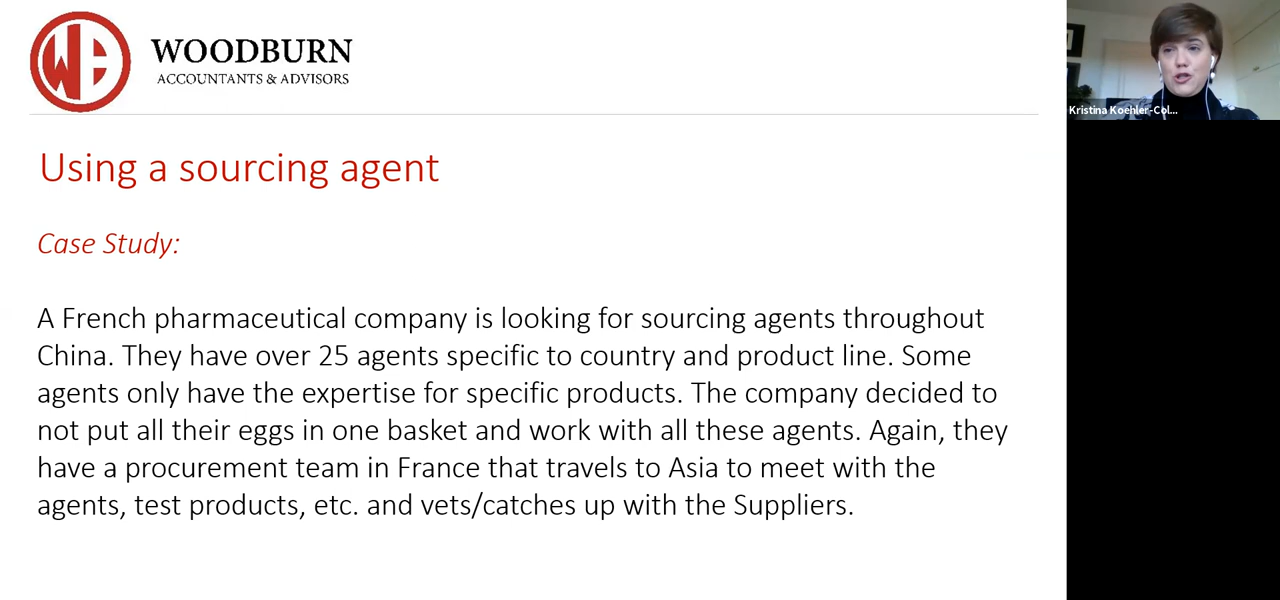 WOODBURN
ACCOUNTANTS & ADVISORS
Kristina Koehler-Col...
Using a sourcing agent
Case Study:
A French pharmaceutical company is looking for sourcing agents throughout
China. They have over 25 agents specific to country and product line. Some
agents only have the expertise for specific products. The company decided to
not put all their eggs in one basket and work with all these agents. Again, they
have a procurement team in France that travels to Asia to meet with the
agents, test products, etc. and vets/catches up with the Suppliers.